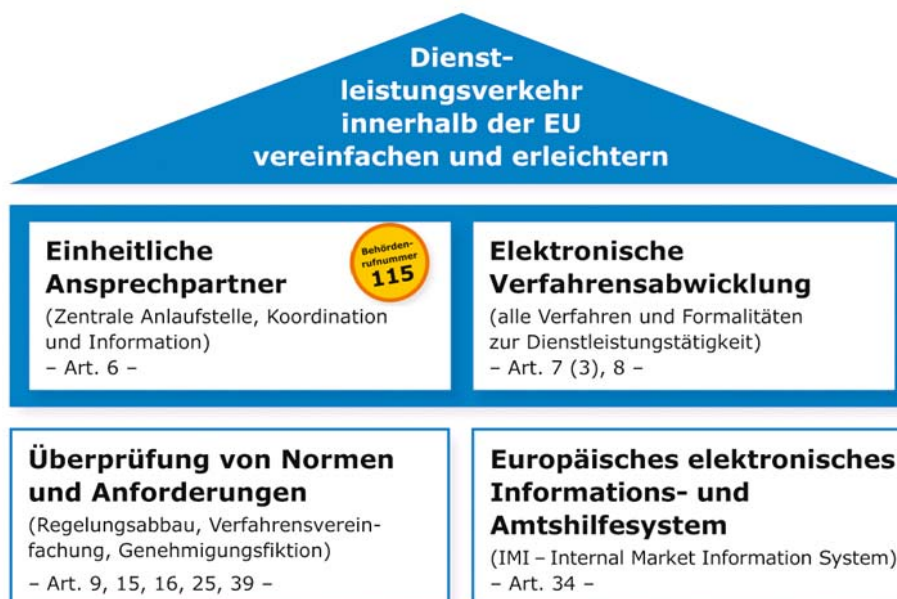 Dienst-
leistungsverkehr
innerhalb der EU
vereinfachen und erleichtern
Einheitliche
Ansprechpartner
(Zentrale Anlaufstelle, Koordination
und Information)
– Art. 6 –
Behörden-
rufnummer
115
Elektronische
Verfahrensabwicklung
(alle Verfahren und Formalitäten
zur Dienstleistungstätigkeit)
– Art. 7 (3), 8 –
Überprüfung von Normen
und Anforderungen
(Regelungsabbau, Verfahrensverein-
fachung, Genehmigungsfiktion)
– Art. 9, 15, 16, 25, 39 –
Europäisches elektronisches
Informations- und
Amtshilfesystem
(IMI – Internal Market Information System)
– Art. 34 –